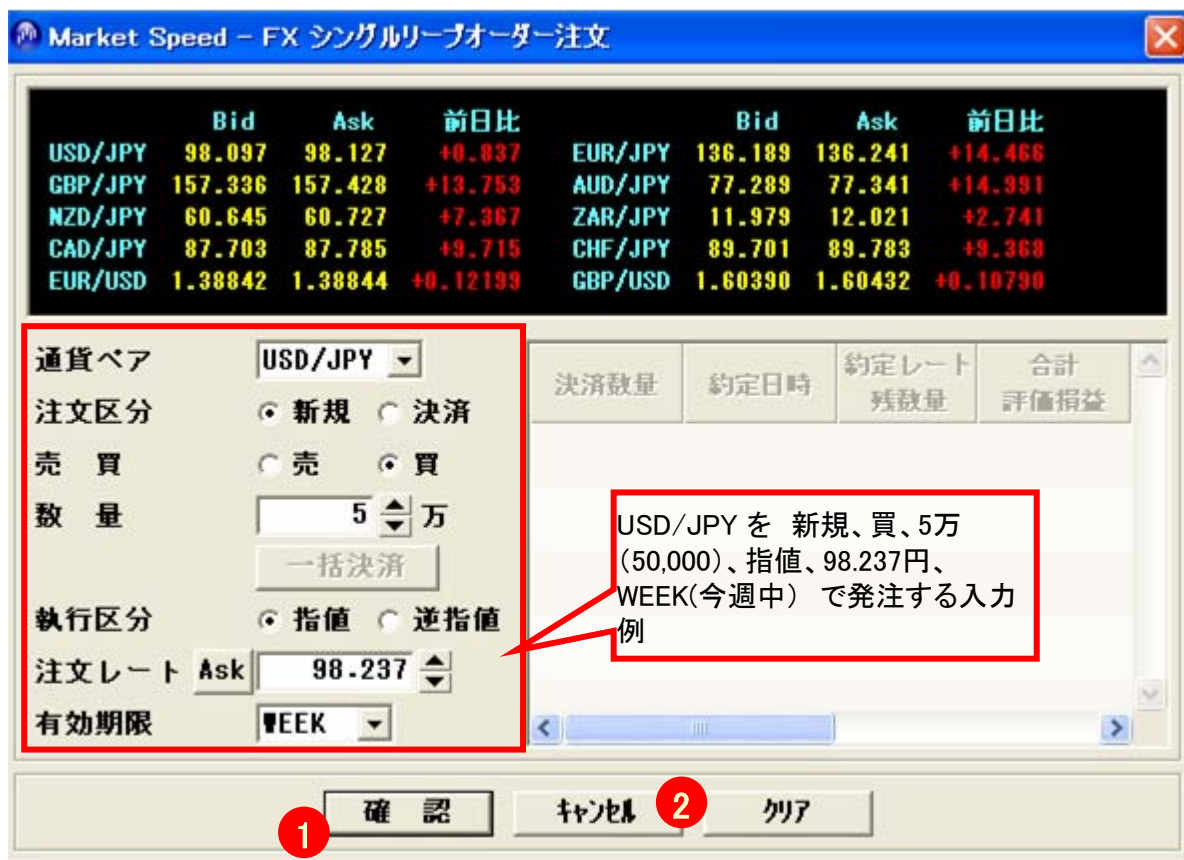 Market Speed - FX シングルリーブオーダー注文
Bid Ask 前日比 Bid Ask 前日比
USD/JPY 98.097 98.127 +0.837 EUR/JPY 136.189 136.241 +14.466
GBP/JPY 157.336 157.428 +13.753 AUD/JPY 77.289 77.341 +14.991
NZD/JPY 60.645 60.727 +7.367 ZAR/JPY 11.979 12.021 +2.741
CAD/JPY 87.703 87.785 +9.715 CHF/JPY 89.701 89.783 +9.368
EUR/USD 1.38842 1.38844 +0.12199 GBP/USD 1.60390 1.60432 +0.10790
通貨ペア USD/JPY
注文区分 新規 決済
売 買 売 買
数 量 5 万
一括決済
執行区分 指値 逆指値
注文レート Ask 98.237
有効期限 WEEK
決済数量 約定日時 約定レート 合計
残数量 評価損益
USD/JPY を 新規、買、5万
(50,000)、指値、98.237円、
WEEK(今週中) で発注する入力
例
1 確 認 キャンセル 2 クリア